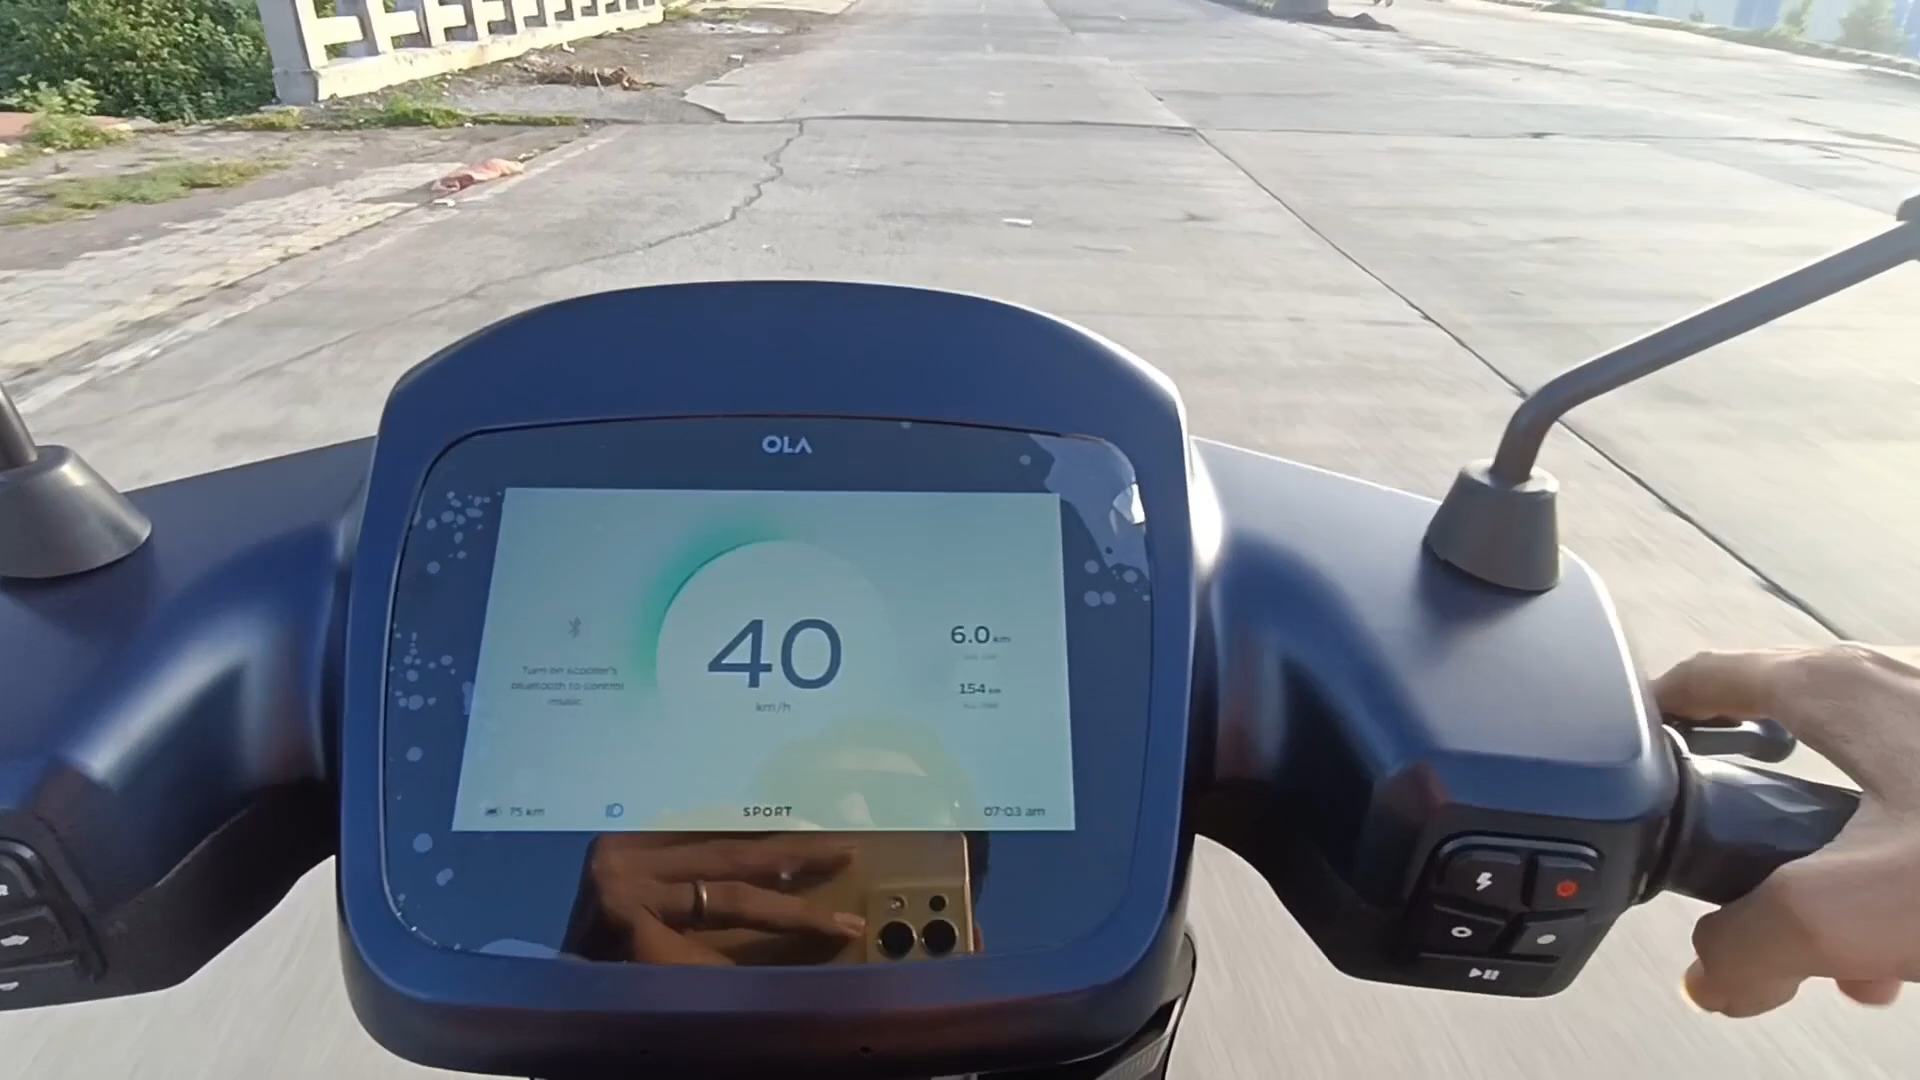 OLA
Turn on scooter's
bluetooth to control
music
40
km/h
6.0 km
154 km
75 km
SPORT
07:03 am